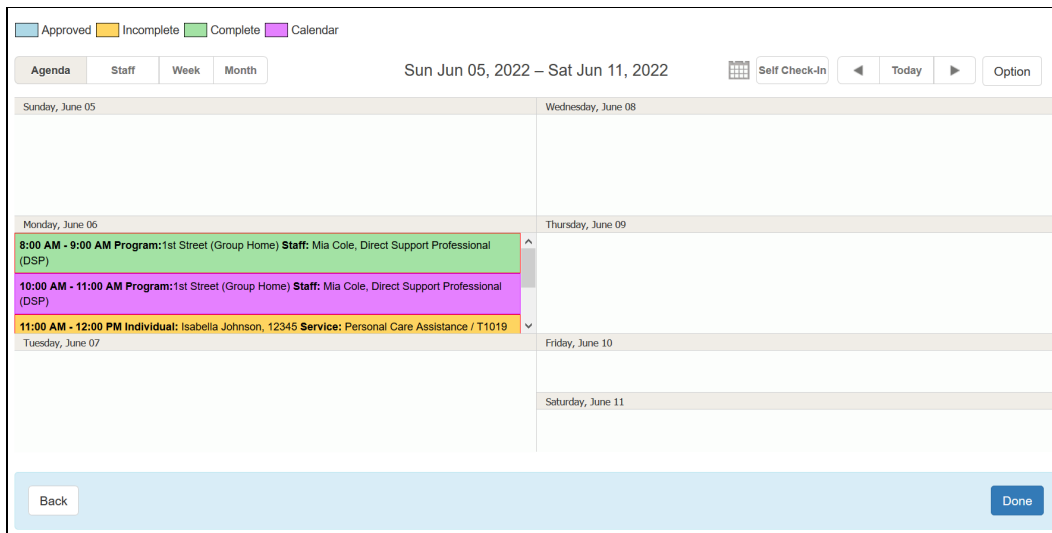 Approved Incomplete Complete Calendar
Agenda Staff Week Month Sun Jun 05, 2022 – Sat Jun 11, 2022 Self Check-In ◀ Today ▶ Option
Sunday, June 05
Monday, June 06
8:00 AM - 9:00 AM Program:1st Street (Group Home) Staff: Mia Cole, Direct Support Professional
(DSP)
10:00 AM - 11:00 AM Program:1st Street (Group Home) Staff: Mia Cole, Direct Support Professional
(DSP)
11:00 AM - 12:00 PM Individual: Isabella Johnson, 12345 Service: Personal Care Assistance / T1019
Tuesday, June 07
Wednesday, June 08
Thursday, June 09
Friday, June 10
Saturday, June 11
Back Done